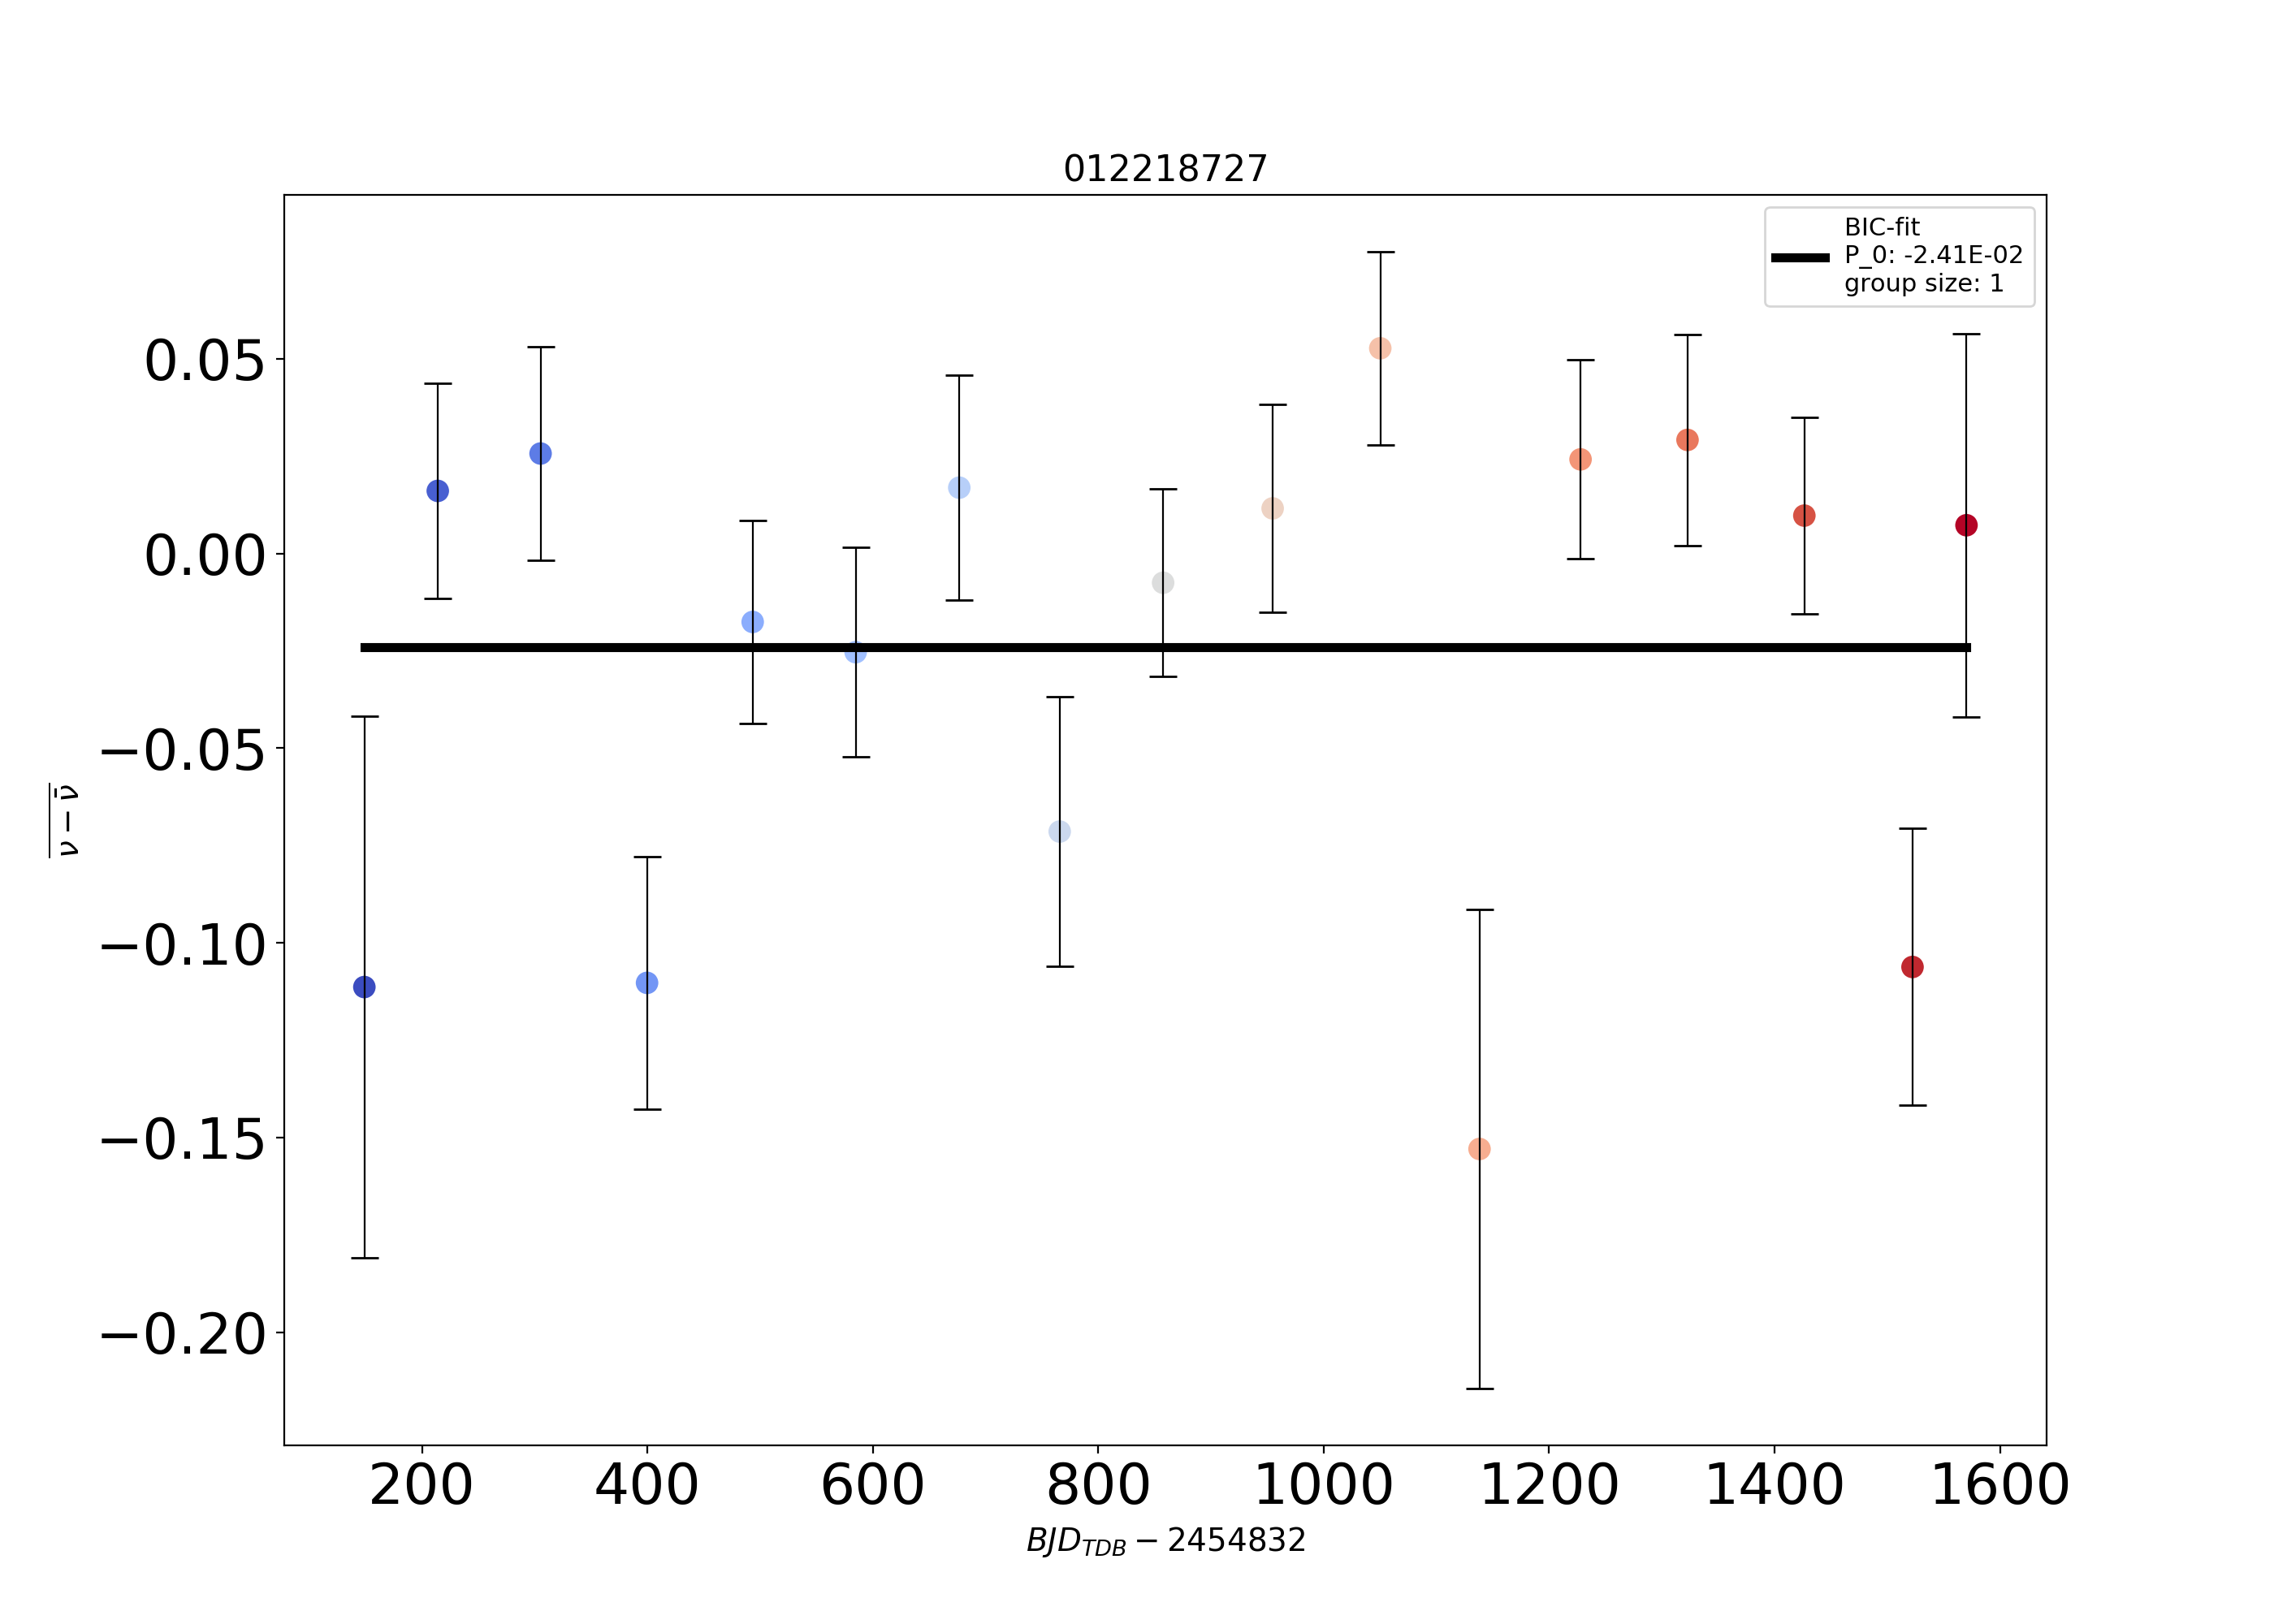 012218727
BIC-fit
P_0: -2.41E-02
group size: 1
0.05
0.00
−0.05
−0.10
−0.15
−0.20
ν − ν̄
200 400 600 800 1000 1200 1400 1600
BJD_TDB − 2454832